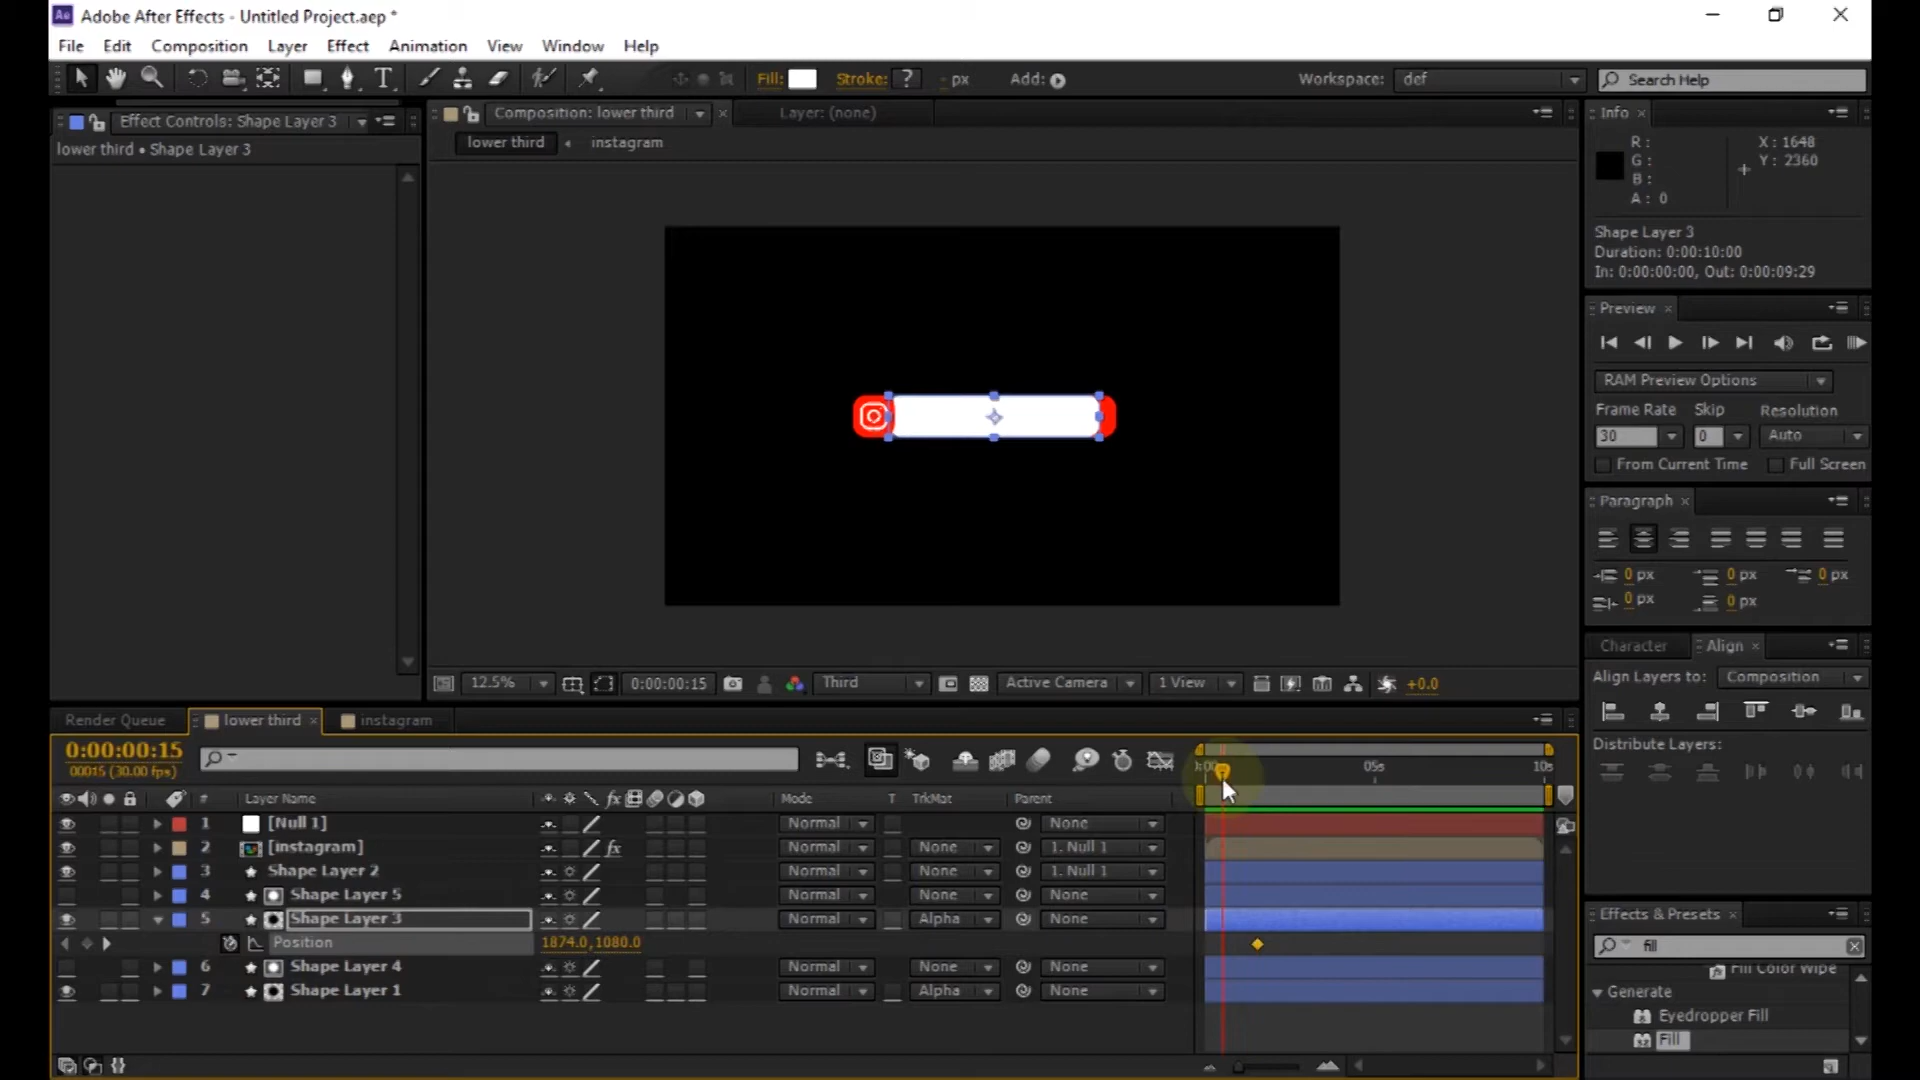 Ae Adobe After Effects - Untitled Project.aep *
File Edit Composition Layer Effect Animation View Window Help
Fill: Stroke: ? - px Add: Workspace: def Search Help
Effect Controls: Shape Layer 3
lower third • Shape Layer 3
Composition: lower third Layer: (none)
lower third instagram
Info
R : X : 1648
G : Y : 2360
B :
A : 0
Shape Layer 3
Duration: 0:00:10:00
In: 0:00:00:00, Out: 0:00:09:29
Preview
RAM Preview Options
Frame Rate Skip Resolution
30 0 Auto
From Current Time Full Screen
Paragraph
0 px 0 px 0 px
0 px 0 px
Character Align
Align Layers to: Composition
Distribute Layers:
12.5% 0:00:00:15 Third Active Camera 1 View +0.0
Render Queue lower third instagram
0:00:00:15
00015 (30.00 fps)
):00 05s 10s
# Layer Name fx Mode T TrkMat Parent
1 [Null 1] Normal None
2 [instagram] fx Normal None 1. Null 1
3 Shape Layer 2 Normal None 1. Null 1
4 Shape Layer 5 Normal None None
5 Shape Layer 3 Normal Alpha None
Position 1874.0,1080.0
6 Shape Layer 4 Normal None None
7 Shape Layer 1 Normal Alpha None
Effects & Presets
fill
Fill Color Wipe
Generate
Eyedropper Fill
Fill